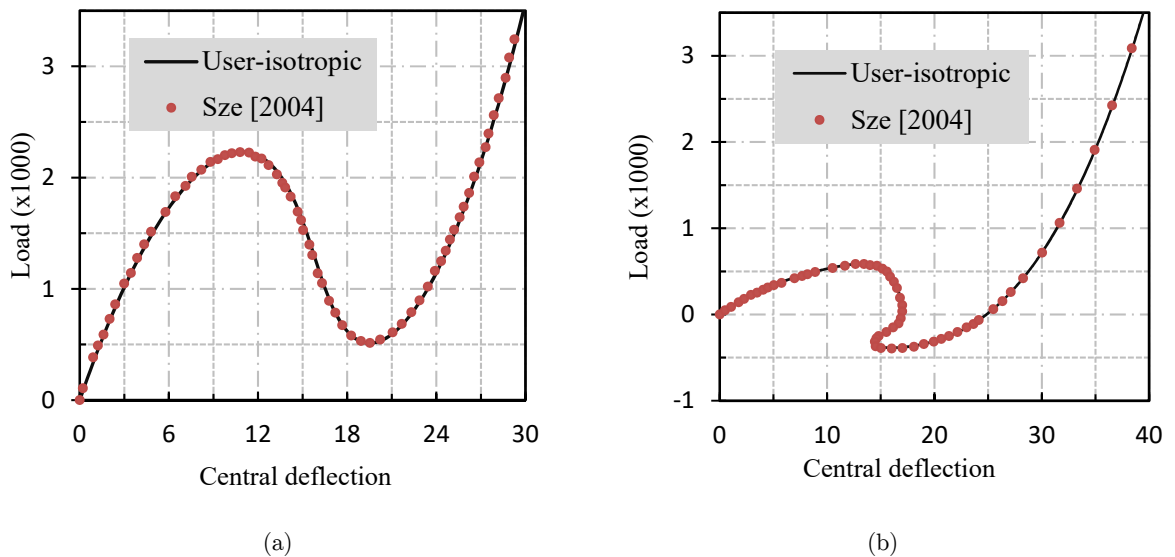 3
2
1
0
Load (x1000)
User-isotropic
Sze [2004]
0 6 12 18 24 30
Central deflection
(a)
3
2
1
0
-1
Load (x1000)
User-isotropic
Sze [2004]
0 10 20 30 40
Central deflection
(b)